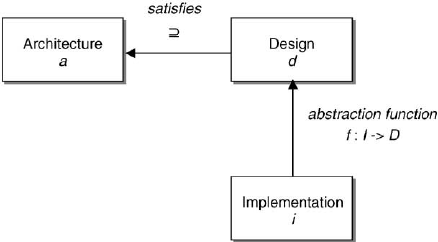 satisfies
⊇
Architecture
a
Design
d
abstraction function
f : I -> D
Implementation
i